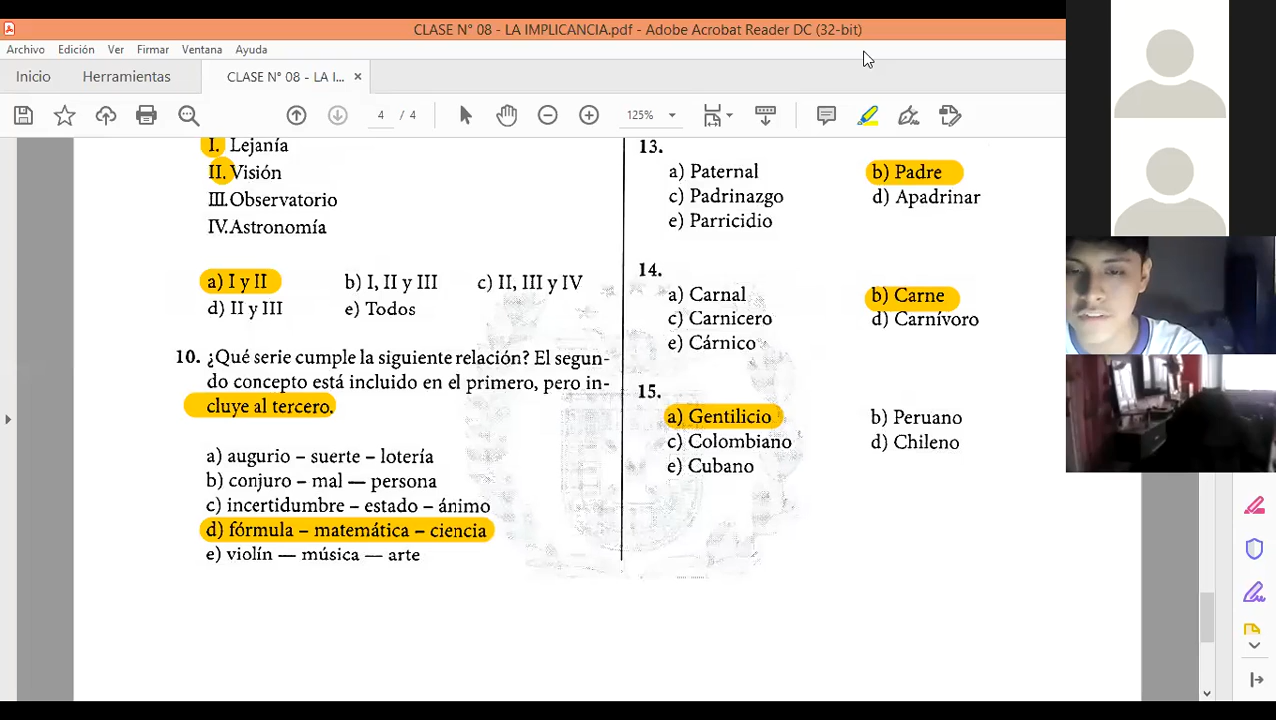 CLASE N° 08 - LA IMPLICANCIA.pdf - Adobe Acrobat Reader DC (32-bit)
Archivo Edición Ver Firmar Ventana Ayuda
Inicio Herramientas CLASE N° 08 - LA I... ×
4 / 4 125%
I. Lejanía
II. Visión
III. Observatorio
IV. Astronomía
a) I y II b) I, II y III c) II, III y IV
d) II y III e) Todos
10. ¿Qué serie cumple la siguiente relación? El segun-
do concepto está incluido en el primero, pero in-
cluye al tercero.
a) augurio – suerte – lotería
b) conjuro – mal — persona
c) incertidumbre – estado – ánimo
d) fórmula – matemática – ciencia
e) violín — música — arte
13.
a) Paternal b) Padre
c) Padrinazgo d) Apadrinar
e) Parricidio
14.
a) Carnal b) Carne
c) Carnicero d) Carnívoro
e) Cárnico
15.
a) Gentilicio b) Peruano
c) Colombiano d) Chileno
e) Cubano